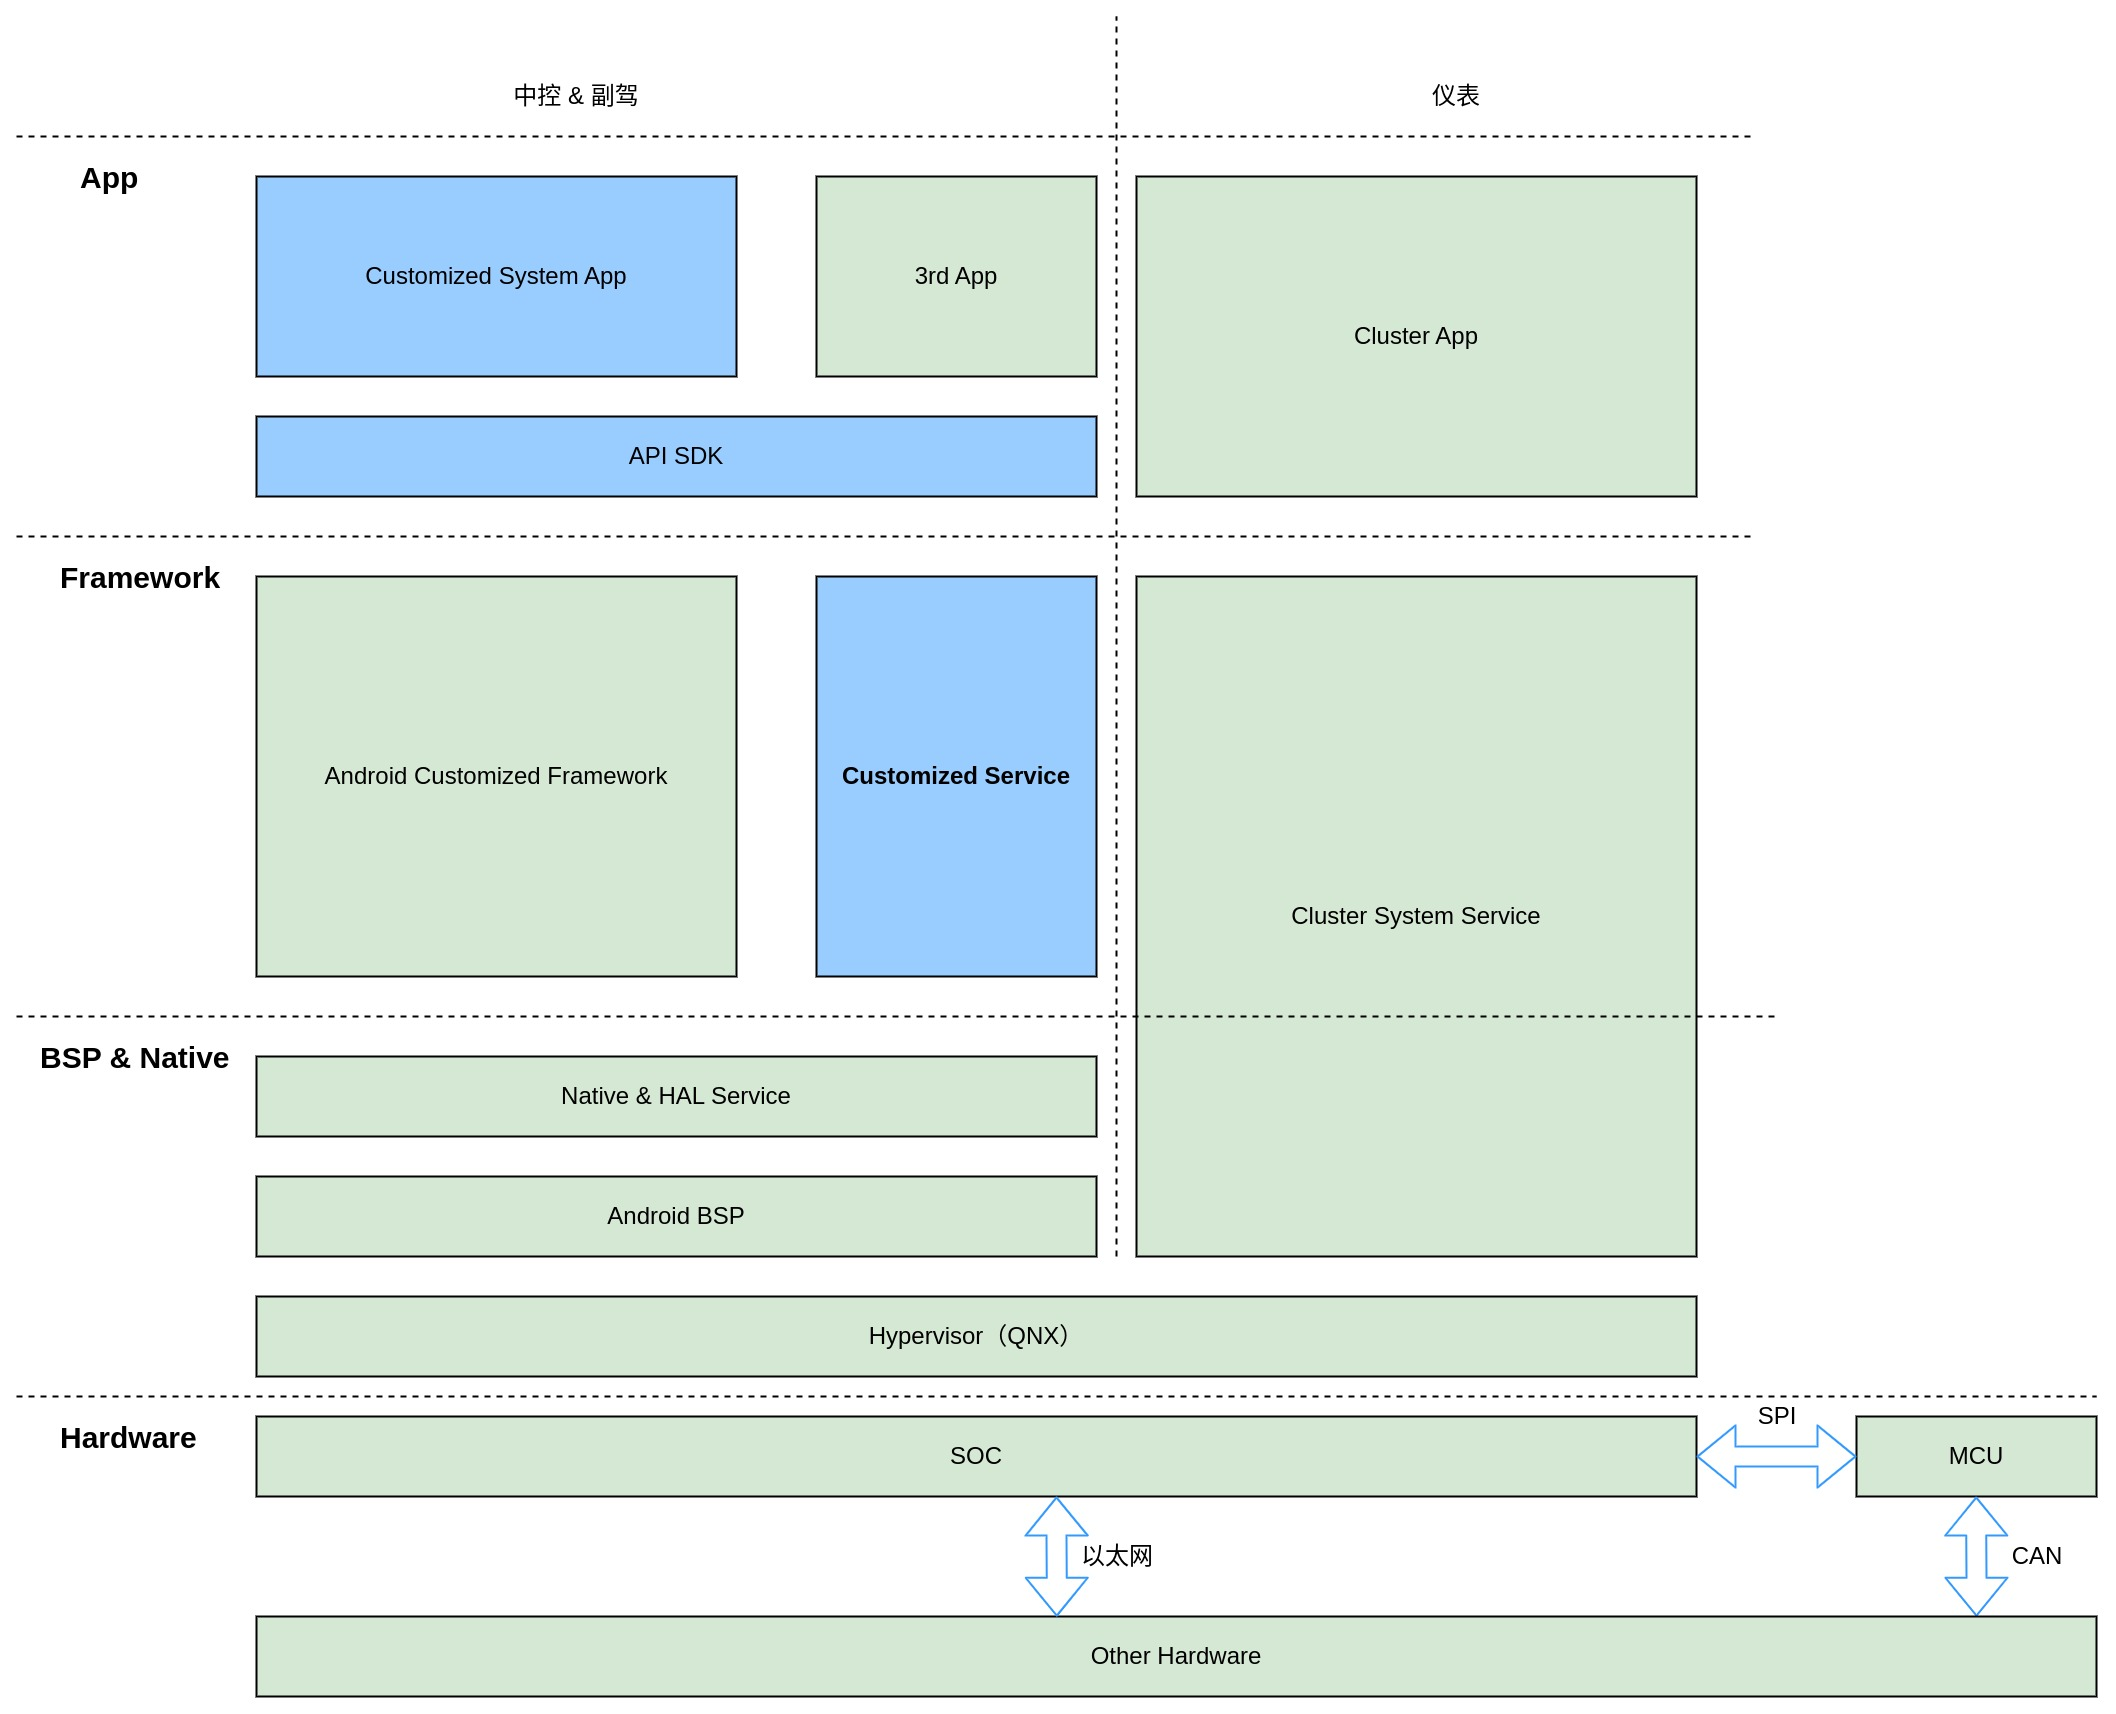 中控 & 副驾
仪表
App
Customized System App
3rd App
Cluster App
API SDK
Framework
Android Customized Framework
Customized Service
Cluster System Service
BSP & Native
Native & HAL Service
Android BSP
Hypervisor（QNX）
Hardware
SOC
SPI
MCU
以太网
CAN
Other Hardware